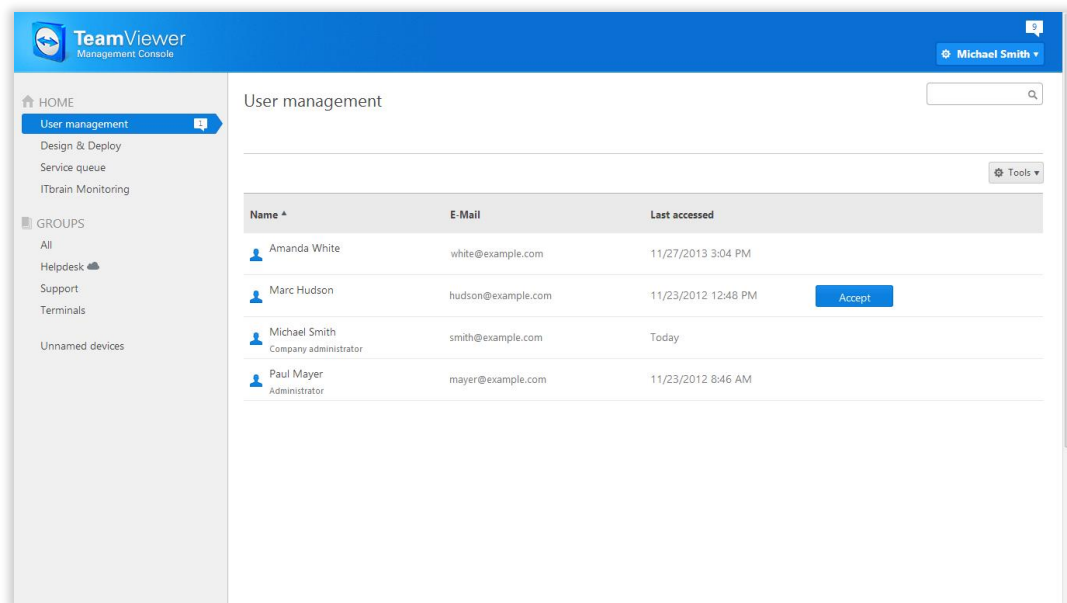 TeamViewer
Management Console
9
Michael Smith
HOME
User management 1
Design & Deploy
Service queue
ITbrain Monitoring
GROUPS
All
Helpdesk
Support
Terminals
Unnamed devices
User management
Tools
Name E-Mail Last accessed
Amanda White white@example.com 11/27/2013 3:04 PM
Marc Hudson hudson@example.com 11/23/2012 12:48 PM Accept
Michael Smith smith@example.com Today
Company administrator
Paul Mayer mayer@example.com 11/23/2012 8:46 AM
Administrator